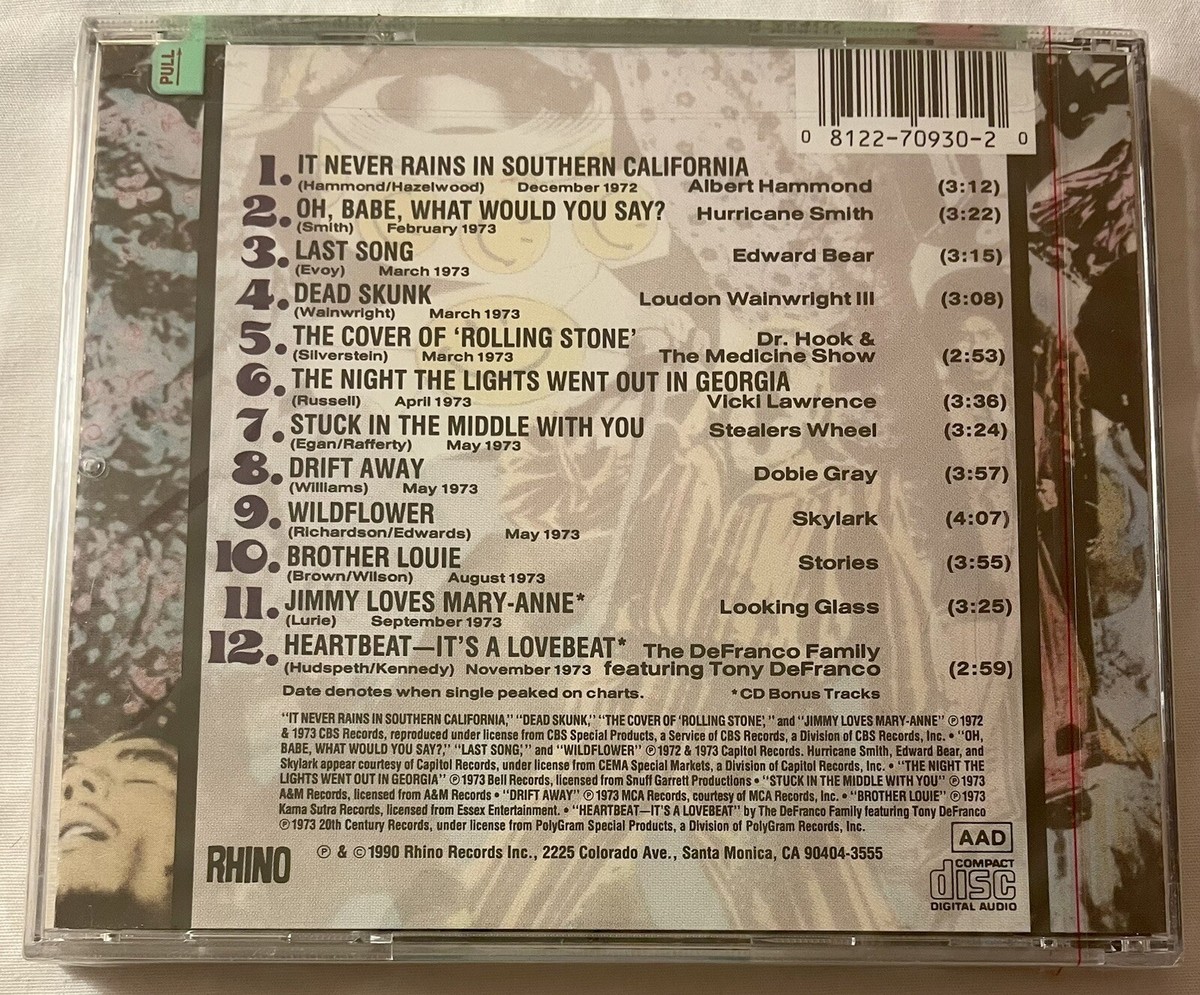 PULL
0 8122-70930-2 0
1. IT NEVER RAINS IN SOUTHERN CALIFORNIA
(Hammond/Hazelwood) December 1972 Albert Hammond (3:12)
2. OH, BABE, WHAT WOULD YOU SAY? Hurricane Smith (3:22)
(Smith) February 1973
3. LAST SONG Edward Bear (3:15)
(Evoy) March 1973
4. DEAD SKUNK Loudon Wainwright III (3:08)
(Wainwright) March 1973
5. THE COVER OF ‘ROLLING STONE’ Dr. Hook &
(Silverstein) March 1973 The Medicine Show (2:53)
6. THE NIGHT THE LIGHTS WENT OUT IN GEORGIA
(Russell) April 1973 Vicki Lawrence (3:36)
7. STUCK IN THE MIDDLE WITH YOU Stealers Wheel (3:24)
(Egan/Rafferty) May 1973
8. DRIFT AWAY Dobie Gray (3:57)
(Williams) May 1973
9. WILDFLOWER Skylark (4:07)
(Richardson/Edwards) May 1973
10. BROTHER LOUIE Stories (3:55)
(Brown/Wilson) August 1973
11. JIMMY LOVES MARY-ANNE* Looking Glass (3:25)
(Lurie) September 1973
12. HEARTBEAT—IT’S A LOVEBEAT* The DeFranco Family
(Hudspeth/Kennedy) November 1973 featuring Tony DeFranco (2:59)
Date denotes when single peaked on charts. *CD Bonus Tracks
“IT NEVER RAINS IN SOUTHERN CALIFORNIA,” “DEAD SKUNK,” “THE COVER OF ‘ROLLING STONE’,” and “JIMMY LOVES MARY-ANNE” ℗ 1972
& 1973 CBS Records, reproduced under license from CBS Special Products, a Service of CBS Records, a Division of CBS Records, Inc. • “OH,
BABE, WHAT WOULD YOU SAY?,” “LAST SONG,” and “WILDFLOWER” ℗ 1972 & 1973 Capitol Records. Hurricane Smith, Edward Bear, and
Skylark appear courtesy of Capitol Records, under license from CEMA Special Markets, a Division of Capitol Records, Inc. • “THE NIGHT THE
LIGHTS WENT OUT IN GEORGIA” ℗ 1973 Bell Records, licensed from Snuff Garrett Productions • “STUCK IN THE MIDDLE WITH YOU” ℗ 1973
A&M Records, licensed from A&M Records • “DRIFT AWAY” ℗ 1973 MCA Records, courtesy of MCA Records, Inc. • “BROTHER LOUIE” ℗ 1973
Kama Sutra Records, licensed from Essex Entertainment. • “HEARTBEAT—IT’S A LOVEBEAT” by The DeFranco Family featuring Tony DeFranco
℗ 1973 20th Century Records, under license from PolyGram Special Products, a Division of PolyGram Records, Inc.
AAD
RHINO ℗ & © 1990 Rhino Records Inc., 2225 Colorado Ave., Santa Monica, CA 90404-3555
COMPACT
disc
DIGITAL AUDIO